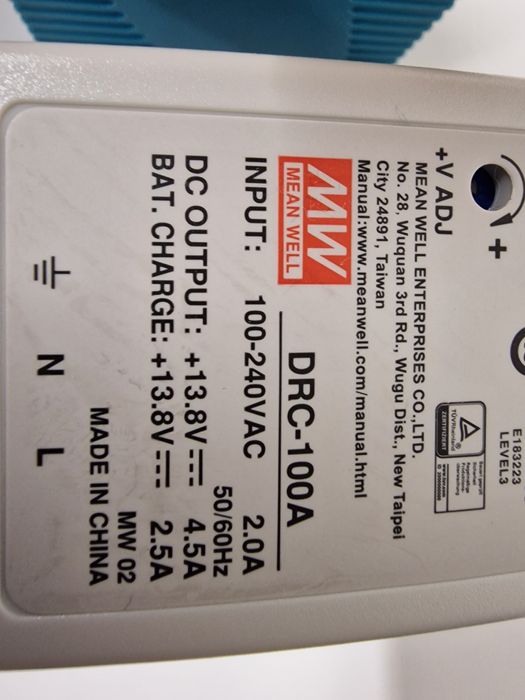 +
+V ADJ
MEAN WELL ENTERPRISES CO.,LTD.
No. 28, Wuquan 3rd Rd., Wugu Dist., New Taipei
City 24891, Taiwan
Manual:www.meanwell.com/manual.html
E183223
LEVEL3
TÜVRheinland
ZERTIFIZIERT
MW
MEAN WELL
DRC-100A
INPUT: 100-240VAC 2.0A
50/60Hz
DC OUTPUT: +13.8V 4.5A
BAT. CHARGE: +13.8V 2.5A
MW 02
MADE IN CHINA
N L